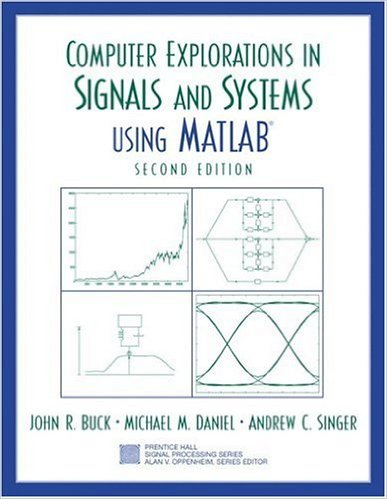 COMPUTER EXPLORATIONS IN
SIGNALS AND SYSTEMS
USING MATLAB®
SECOND EDITION
JOHN R. BUCK · MICHAEL M. DANIEL · ANDREW C. SINGER
PRENTICE HALL
SIGNAL PROCESSING SERIES
ALAN V. OPPENHEIM, SERIES EDITOR